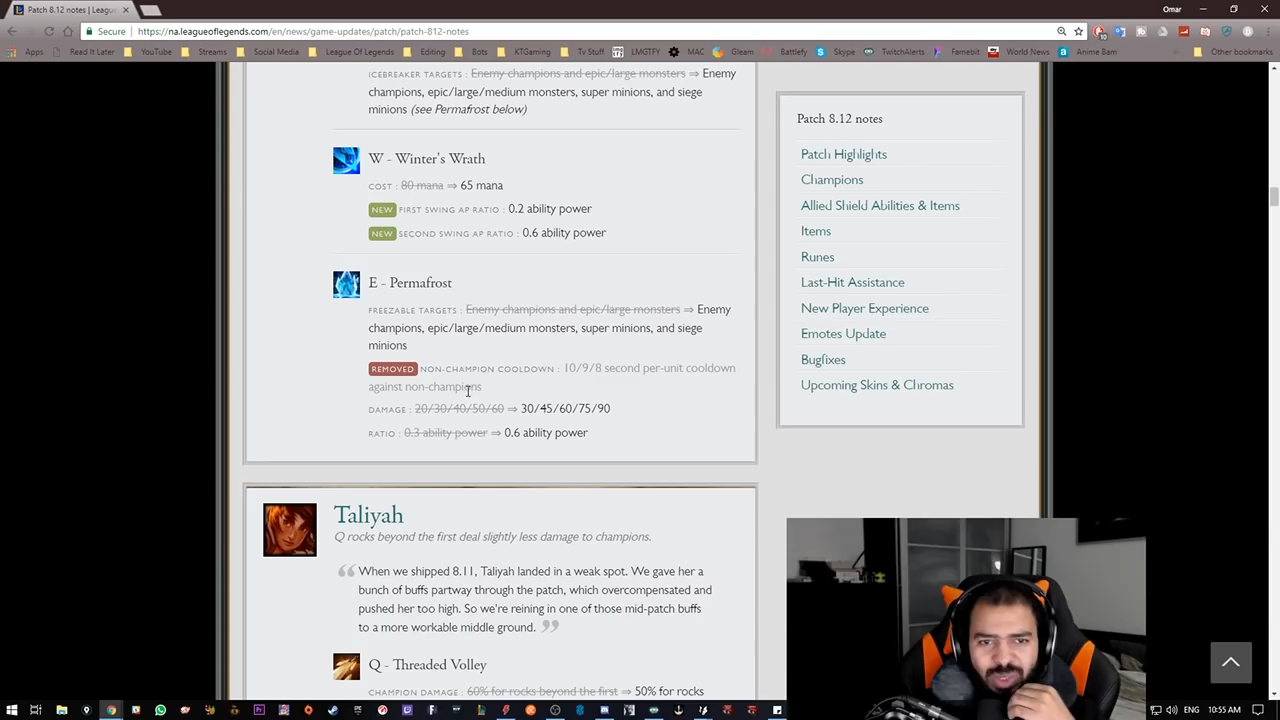 Patch 8.12 notes | Leagu
Omar
Secure | https://na.leagueoflegends.com/en/news/game-updates/patch/patch-812-notes
Apps Read It Later YouTube Streams Social Media League Of Legends Editing Bots KTGaming Tv Stuff LMGTFY MAC Gleam Battlefy Skype TwitchAlerts Famebit World News Anime Bam Other bookmarks
ICEBREAKER TARGETS : Enemy champions and epic/large monsters ⇒ Enemy
champions, epic/large/medium monsters, super minions, and siege
minions (see Permafrost below)
W - Winter's Wrath
COST : 80 mana ⇒ 65 mana
NEW FIRST SWING AP RATIO : 0.2 ability power
NEW SECOND SWING AP RATIO : 0.6 ability power
E - Permafrost
FREEZABLE TARGETS : Enemy champions and epic/large monsters ⇒ Enemy
champions, epic/large/medium monsters, super minions, and siege
minions
REMOVED NON-CHAMPION COOLDOWN : 10/9/8 second per-unit cooldown
against non-champions
DAMAGE : 20/30/40/50/60 ⇒ 30/45/60/75/90
RATIO : 0.3 ability power ⇒ 0.6 ability power
Taliyah
Q rocks beyond the first deal slightly less damage to champions.
When we shipped 8.11, Taliyah landed in a weak spot. We gave her a
bunch of buffs partway through the patch, which overcompensated and
pushed her too high. So we're reining in one of those mid-patch buffs
to a more workable middle ground.
Q - Threaded Volley
CHAMPION DAMAGE : 60% for rocks beyond the first ⇒ 50% for rocks
Patch 8.12 notes
Patch Highlights
Champions
Allied Shield Abilities & Items
Items
Runes
Last-Hit Assistance
New Player Experience
Emotes Update
Bugfixes
Upcoming Skins & Chromas
ENG 10:55 AM